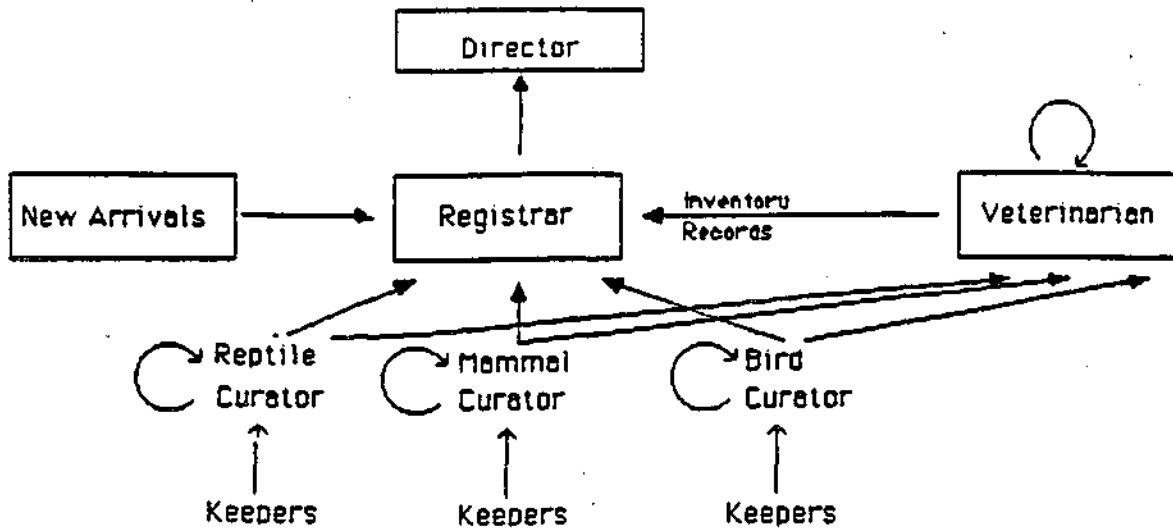 Director
New Arrivals
Registrar
Inventory
Records
Veterinarian
Reptile
Curator
Mammal
Curator
Bird
Curator
Keepers
Keepers
Keepers